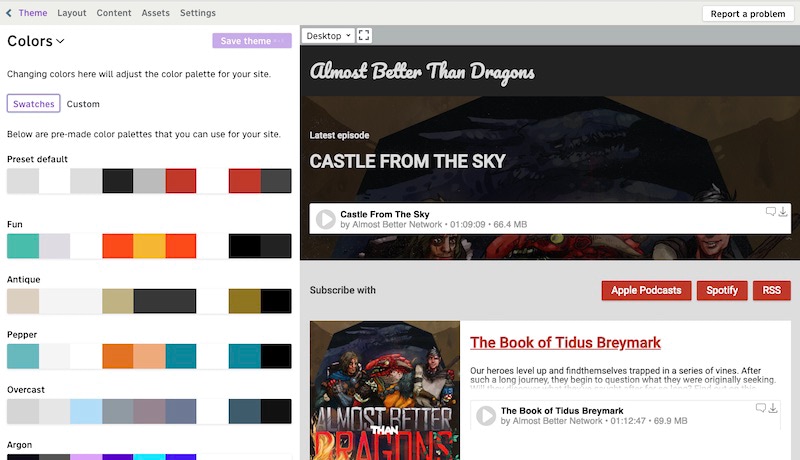 Theme Layout Content Assets Settings
Report a problem
Colors
Save theme
Changing colors here will adjust the color palette for your site.
Swatches Custom
Below are pre-made color palettes that you can use for your site.
Preset default
Fun
Antique
Pepper
Overcast
Argon
Desktop
Almost Better Than Dragons
Latest episode
CASTLE FROM THE SKY
Castle From The Sky
by Almost Better Network • 01:09:09 • 66.4 MB
Subscribe with
Apple Podcasts Spotify RSS
ALMOST BETTER
THAN
DRAGONS
The Book of Tidus Breymark
Our heroes level up and findthemselves trapped in a series of vines. After
such a long journey, they begin to question what they were originally seeking.
The Book of Tidus Breymark
by Almost Better Network • 01:12:47 • 69.9 MB